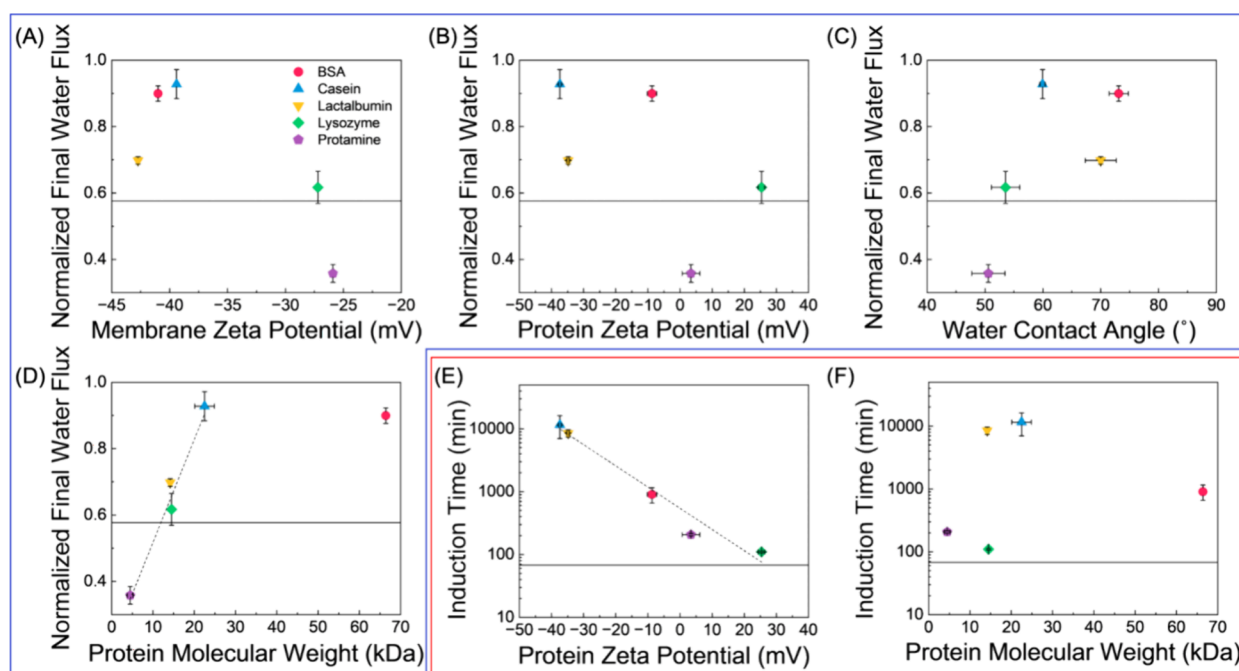 (A)
Normalized Final Water Flux
1.0
0.8
0.6
0.4
BSA
Casein
Lactalbumin
Lysozyme
Protamine
−45 −40 −35 −30 −25 −20
Membrane Zeta Potential (mV)
(B)
Normalized Final Water Flux
1.0
0.8
0.6
0.4
−50 −40 −30 −20 −10 0 10 20 30 40
Protein Zeta Potential (mV)
(C)
Normalized Final Water Flux
1.0
0.8
0.6
0.4
40 50 60 70 80 90
Water Contact Angle (°)
(D)
Normalized Final Water Flux
1.0
0.8
0.6
0.4
0 10 20 30 40 50 60 70
Protein Molecular Weight (kDa)
(E)
Induction Time (min)
10000
1000
100
10
−50 −40 −30 −20 −10 0 10 20 30 40
Protein Zeta Potential (mV)
(F)
Induction Time (min)
10000
1000
100
10
0 10 20 30 40 50 60 70
Protein Molecular Weight (kDa)